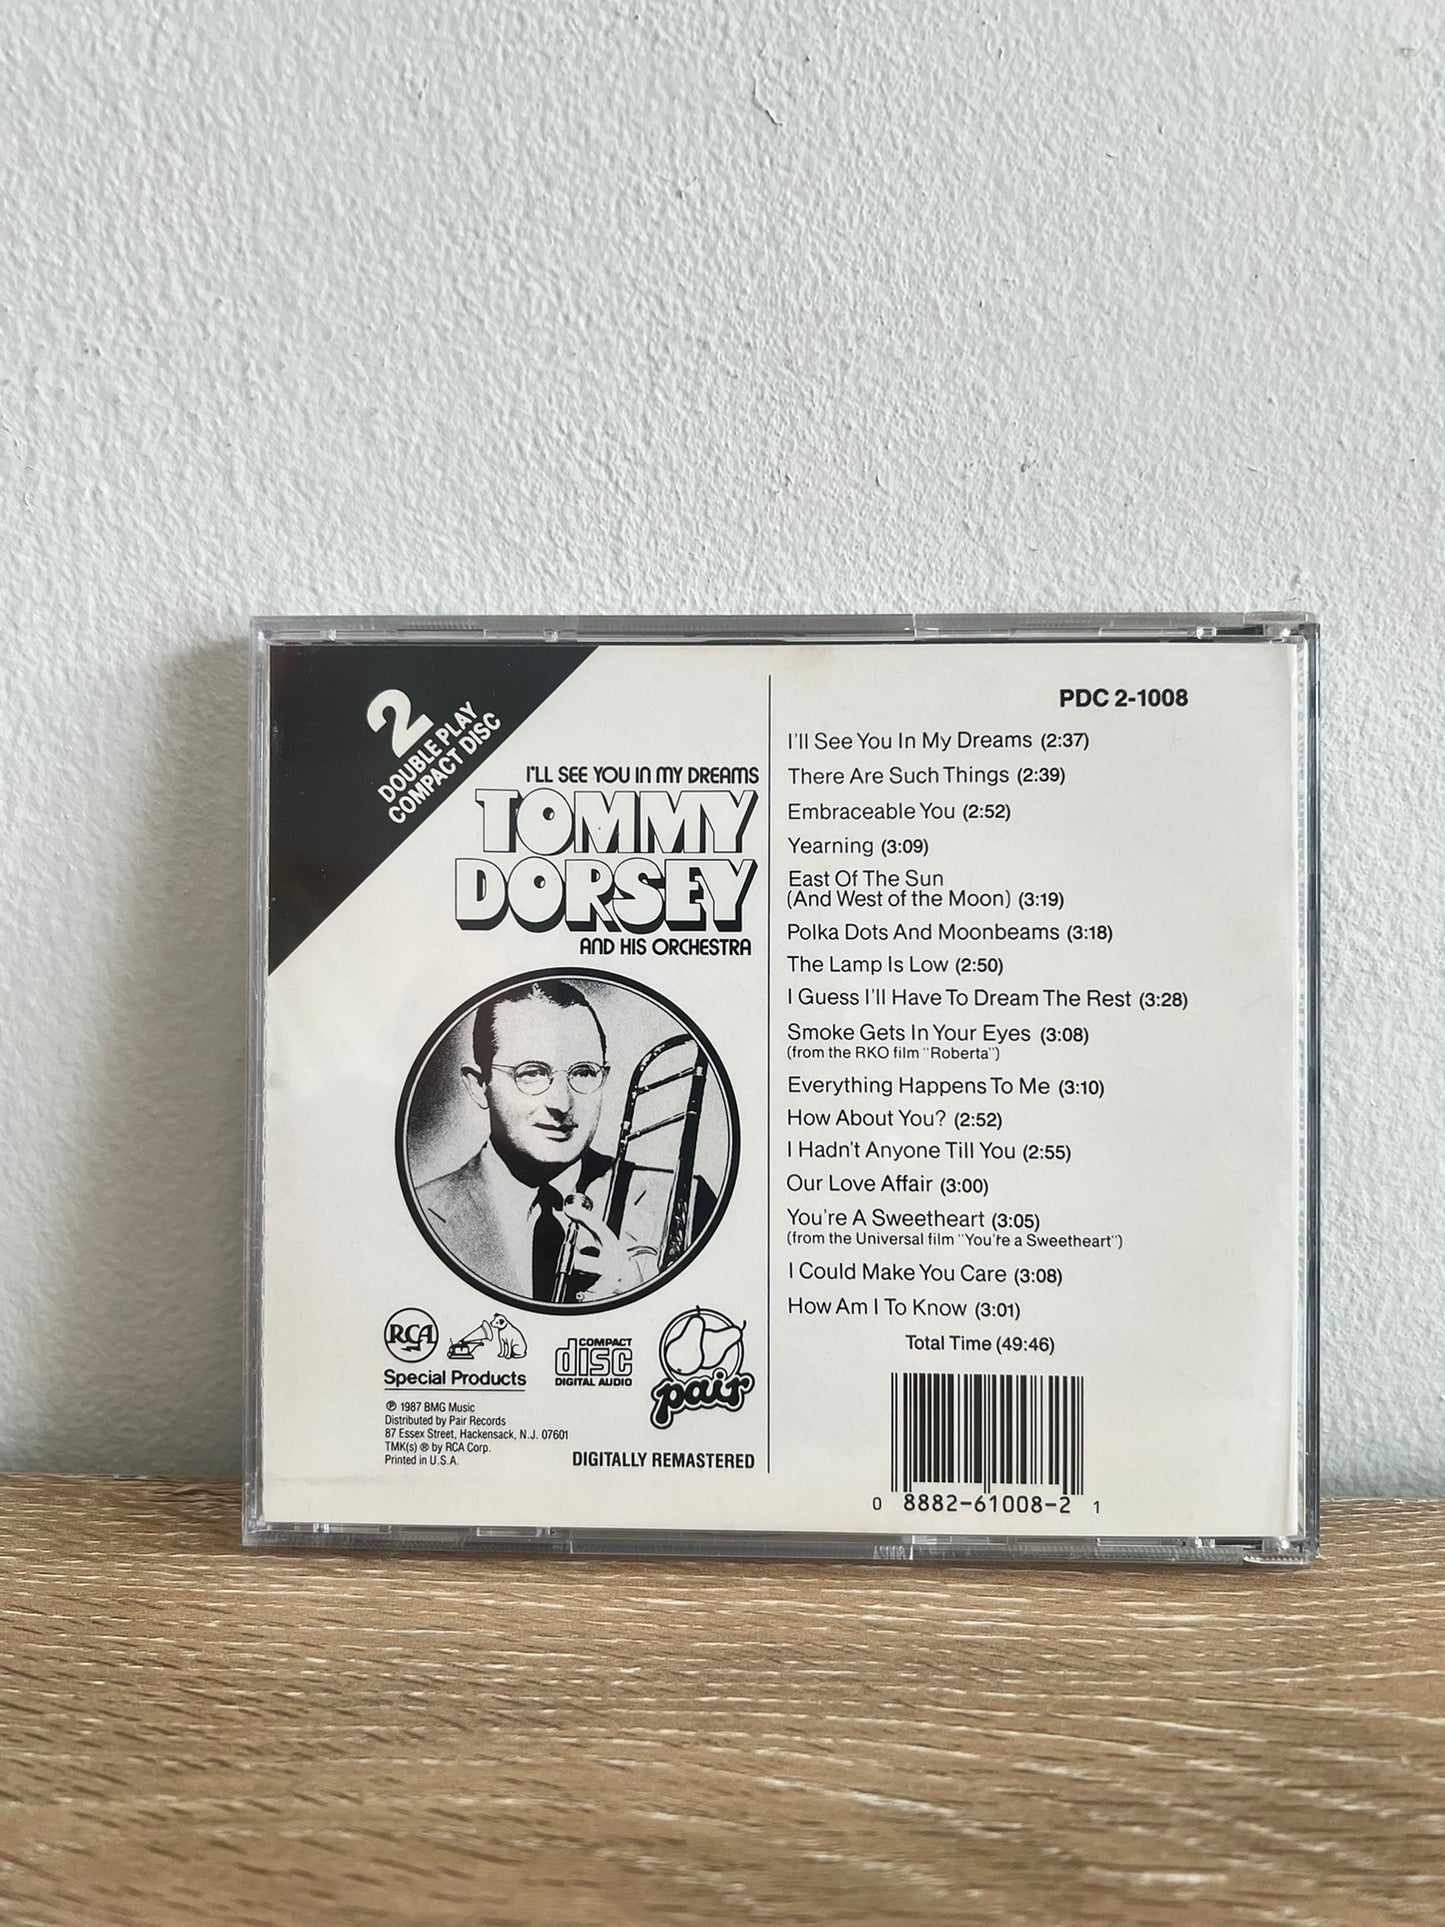 2
DOUBLE PLAY
COMPACT DISC
I'LL SEE YOU IN MY DREAMS
TOMMY
DORSEY
AND HIS ORCHESTRA
RCA
Special Products
COMPACT
disc
DIGITAL AUDIO
pair
℗ 1987 BMG Music
Distributed by Pair Records
87 Essex Street, Hackensack, N.J. 07601
TMK(s) ® by RCA Corp.
Printed in U.S.A.
DIGITALLY REMASTERED
PDC 2-1008
I'll See You In My Dreams (2:37)
There Are Such Things (2:39)
Embraceable You (2:52)
Yearning (3:09)
East Of The Sun
(And West of the Moon) (3:19)
Polka Dots And Moonbeams (3:18)
The Lamp Is Low (2:50)
I Guess I'll Have To Dream The Rest (3:28)
Smoke Gets In Your Eyes (3:08)
(from the RKO film "Roberta")
Everything Happens To Me (3:10)
How About You? (2:52)
I Hadn't Anyone Till You (2:55)
Our Love Affair (3:00)
You're A Sweetheart (3:05)
(from the Universal film "You're a Sweetheart")
I Could Make You Care (3:08)
How Am I To Know (3:01)
Total Time (49:46)
0 8882-61008-2 1